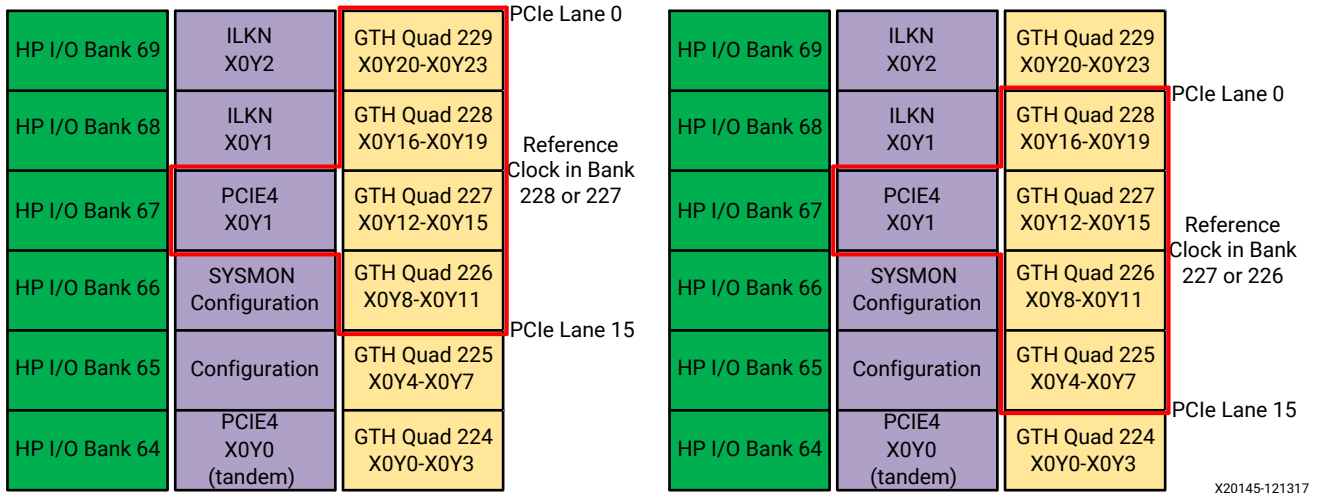 PCIe Lane 0
HP I/O Bank 69
ILKN
X0Y2
GTH Quad 229
X0Y20-X0Y23
HP I/O Bank 68
ILKN
X0Y1
GTH Quad 228
X0Y16-X0Y19
Reference
Clock in Bank
228 or 227
HP I/O Bank 67
PCIE4
X0Y1
GTH Quad 227
X0Y12-X0Y15
HP I/O Bank 66
SYSMON
Configuration
GTH Quad 226
X0Y8-X0Y11
PCIe Lane 15
HP I/O Bank 65
Configuration
GTH Quad 225
X0Y4-X0Y7
HP I/O Bank 64
PCIE4
X0Y0
(tandem)
GTH Quad 224
X0Y0-X0Y3
HP I/O Bank 69
ILKN
X0Y2
GTH Quad 229
X0Y20-X0Y23
PCIe Lane 0
HP I/O Bank 68
ILKN
X0Y1
GTH Quad 228
X0Y16-X0Y19
HP I/O Bank 67
PCIE4
X0Y1
GTH Quad 227
X0Y12-X0Y15
Reference
Clock in Bank
227 or 226
HP I/O Bank 66
SYSMON
Configuration
GTH Quad 226
X0Y8-X0Y11
HP I/O Bank 65
Configuration
GTH Quad 225
X0Y4-X0Y7
PCIe Lane 15
HP I/O Bank 64
PCIE4
X0Y0
(tandem)
GTH Quad 224
X0Y0-X0Y3
X20145-121317